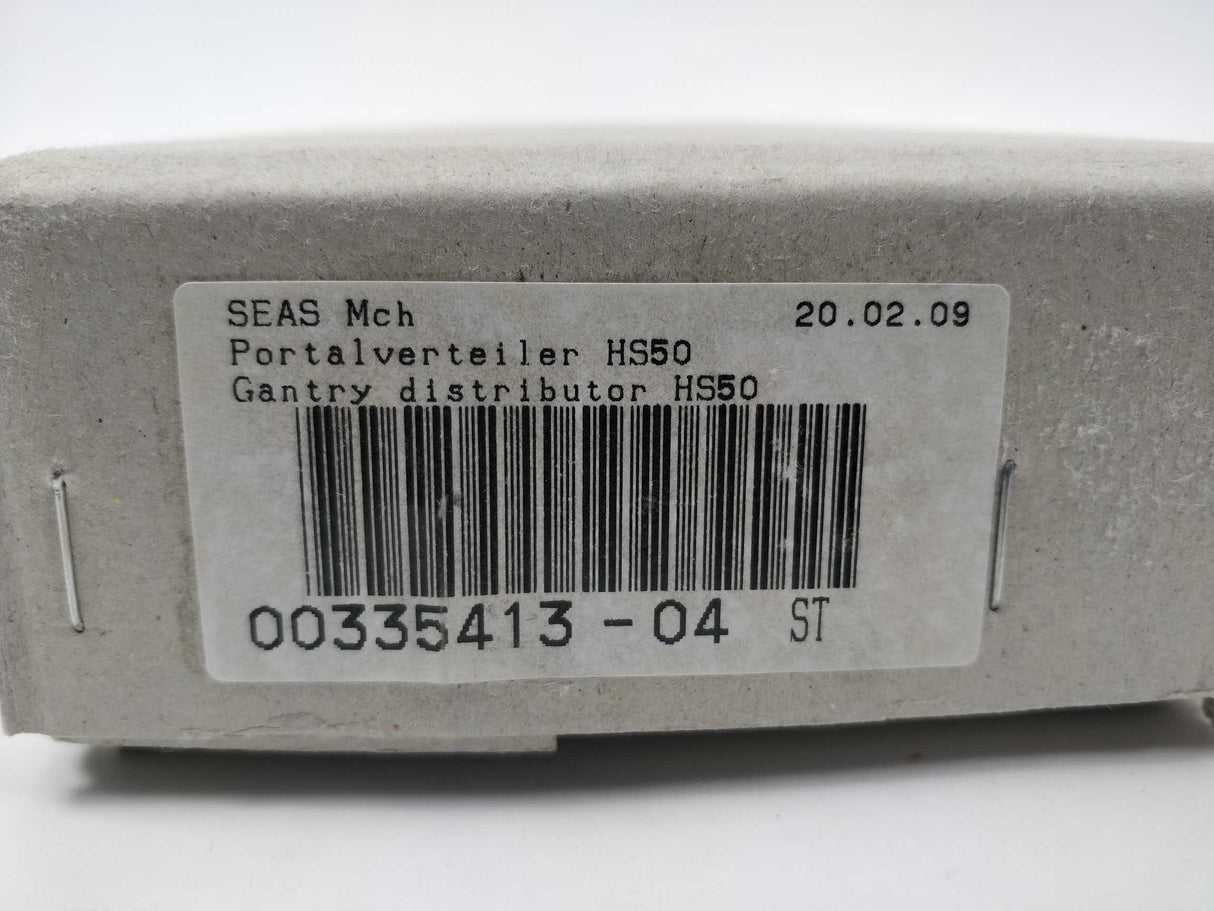 SEAS Mch 20.02.09
Portalverteiler HS50
Gantry distributor HS50
00335413-04 ST